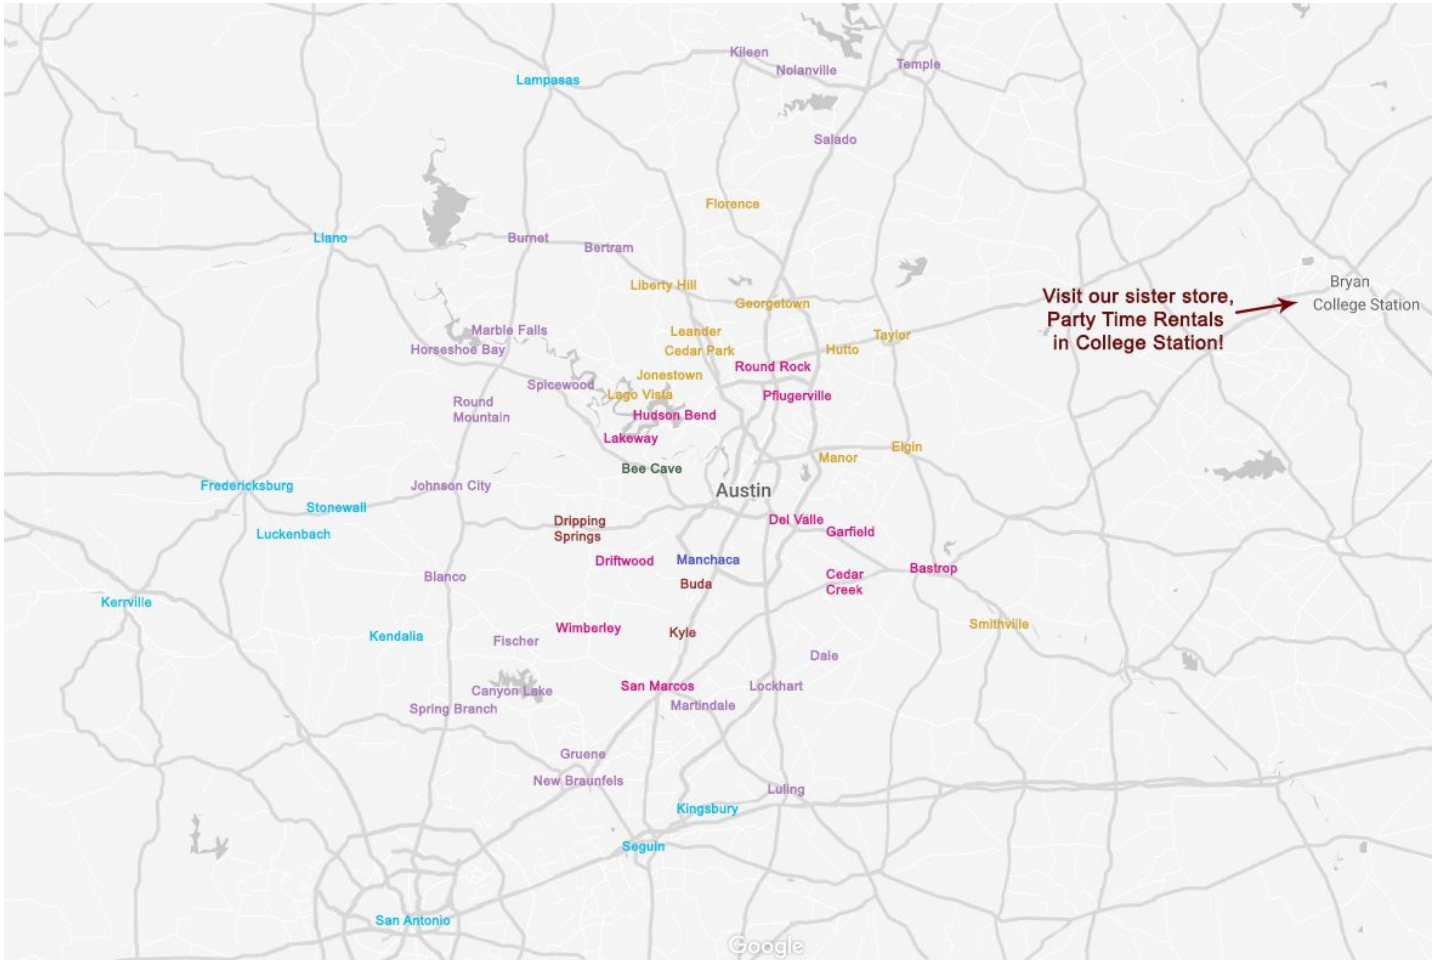 Kileen
Nolanville
Temple
Lampasas
Salado
Florence
Llano
Burnet
Bertram
Liberty Hill
Georgetown
Bryan
College Station
Visit our sister store,
Party Time Rentals
in College Station!
Marble Falls
Horseshoe Bay
Leander
Cedar Park
Hutto
Taylor
Round Rock
Jonestown
Spicewood
Lago Vista
Pflugerville
Round
Mountain
Hudson Bend
Lakeway
Bee Cave
Manor
Elgin
Fredericksburg
Johnson City
Austin
Stonewall
Luckenbach
Dripping
Springs
Del Valle
Garfield
Driftwood
Manchaca
Buda
Blanco
Cedar
Creek
Bastrop
Kerrville
Kendalia
Fischer
Wimberley
Kyle
Smithville
Dale
Canyon Lake
San Marcos
Lockhart
Spring Branch
Martindale
Gruene
New Braunfels
Luling
Kingsbury
Seguin
San Antonio
Google